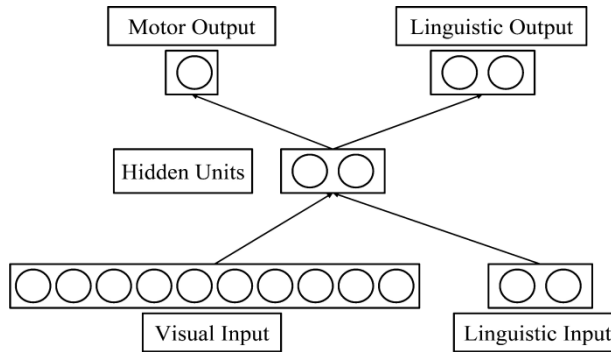 Motor Output
Linguistic Output
Hidden Units
Visual Input
Linguistic Input